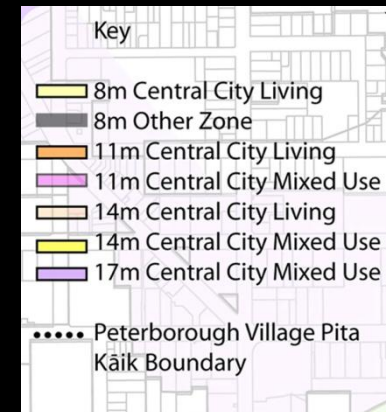 Key
8m Central City Living
8m Other Zone
11m Central City Living
11m Central City Mixed Use
14m Central City Living
14m Central City Mixed Use
17m Central City Mixed Use
Peterborough Village Pita
Kāik Boundary